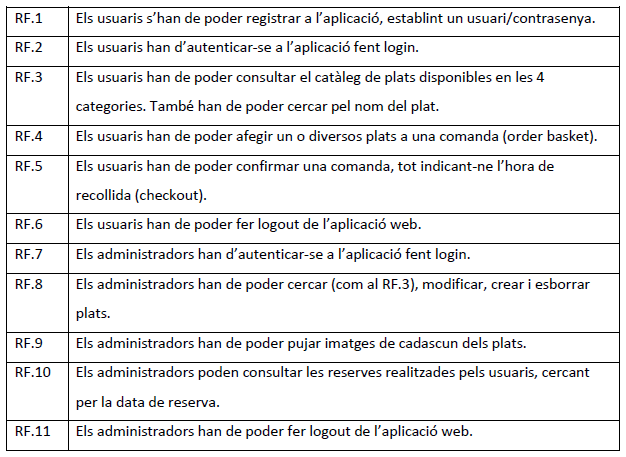 RF.1 Els usuaris s’han de poder registrar a l’aplicació, establint un usuari/contrasenya.
RF.2 Els usuaris han d’autenticar-se a l’aplicació fent login.
RF.3 Els usuaris han de poder consultar el catàleg de plats disponibles en les 4
categories. També han de poder cercar pel nom del plat.
RF.4 Els usuaris han de poder afegir un o diversos plats a una comanda (order basket).
RF.5 Els usuaris han de poder confirmar una comanda, tot indicant-ne l’hora de
recollida (checkout).
RF.6 Els usuaris han de poder fer logout de l’aplicació web.
RF.7 Els administradors han d’autenticar-se a l’aplicació fent login.
RF.8 Els administradors han de poder cercar (com al RF.3), modificar, crear i esborrar
plats.
RF.9 Els administradors han de poder pujar imatges de cadascun dels plats.
RF.10 Els administradors poden consultar les reserves realitzades pels usuaris, cercant
per la data de reserva.
RF.11 Els administradors han de poder fer logout de l’aplicació web.